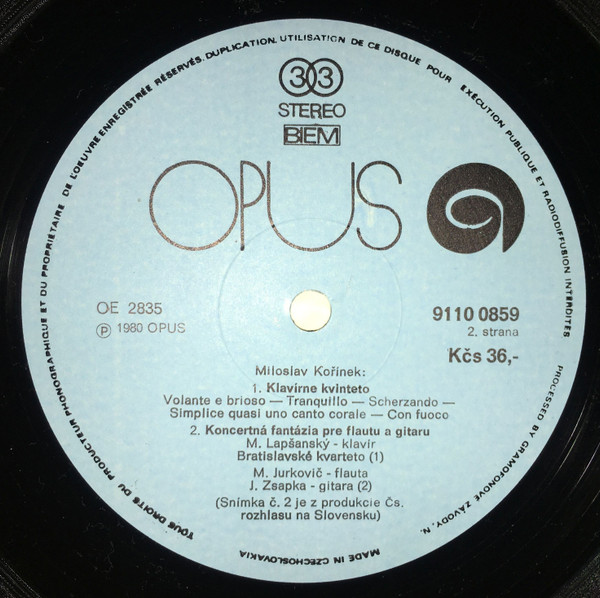 TOUS DROITS DU PRODUCTEUR PHONOGRAPHIQUE ET DU PROPRIÉTAIRE DE L'OEUVRE ENREGISTRÉE RÉSERVÉS. DUPLICATION. UTILISATION DE CE DISQUE POUR EXÉCUTION PUBLIQUE ET RADIODIFFUSION INTERDITES
PROCESSED BY GRAMOFONOVÉ ZÁVODY, N.
MADE IN CZECHOSLOVAKIA
33
STEREO
BIEM
OPUS
OE 2835
℗ 1980 OPUS
9110 0859
2. strana
Kčs 36,-
Miloslav Kořínek:
1. Klavírne kvinteto
Volante e brioso — Tranquillo — Scherzando —
Simplice quasi uno canto corale — Con fuoco
2. Koncertná fantázia pre flautu a gitaru
M. Lapšanský - klavír
Bratislavské kvarteto (1)
M. Jurkovič - flauta
J. Zsapka - gitara (2)
(Snímka č. 2 je z produkcie Čs.
rozhlasu na Slovensku)